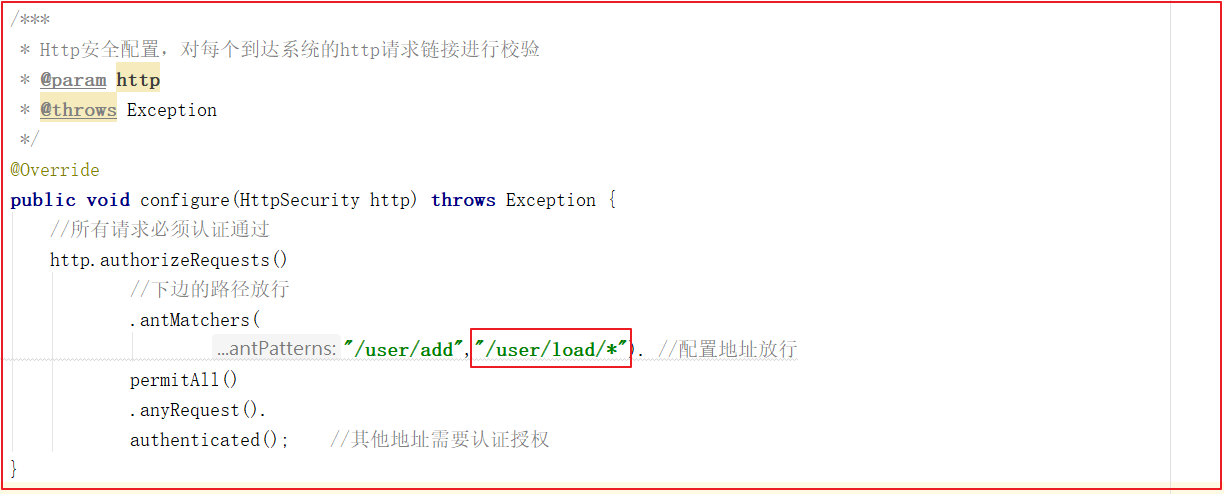 /***
* Http安全配置，对每个到达系统的http请求链接进行校验
* @param http
* @throws Exception
*/
@Override
public void configure(HttpSecurity http) throws Exception {
//所有请求必须认证通过
http.authorizeRequests()
//下边的路径放行
.antMatchers(
...antPatterns: "/user/add","/user/load/*"). //配置地址放行
permitAll()
.anyRequest().
authenticated(); //其他地址需要认证授权
}